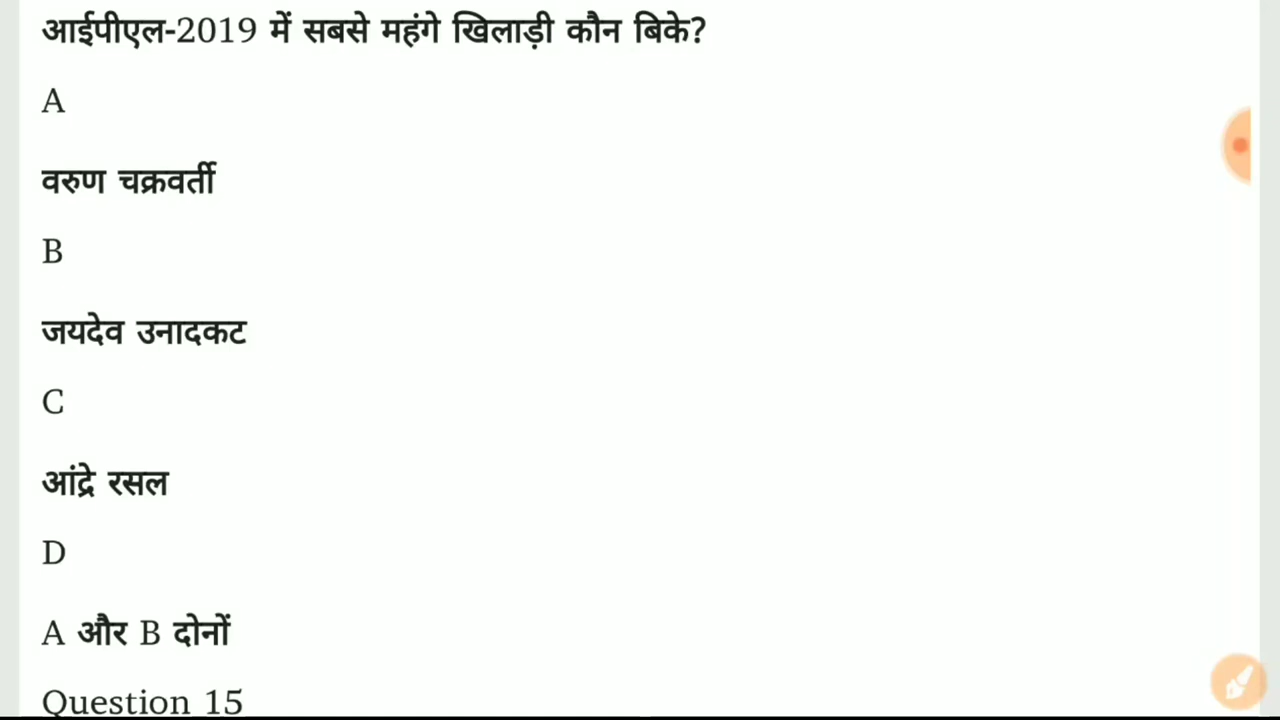 आईपीएल-2019 में सबसे महंगे खिलाड़ी कौन बिके?
A
वरुण चक्रवर्ती
B
जयदेव उनादकट
C
आंद्रे रसल
D
A और B दोनों
Question 15